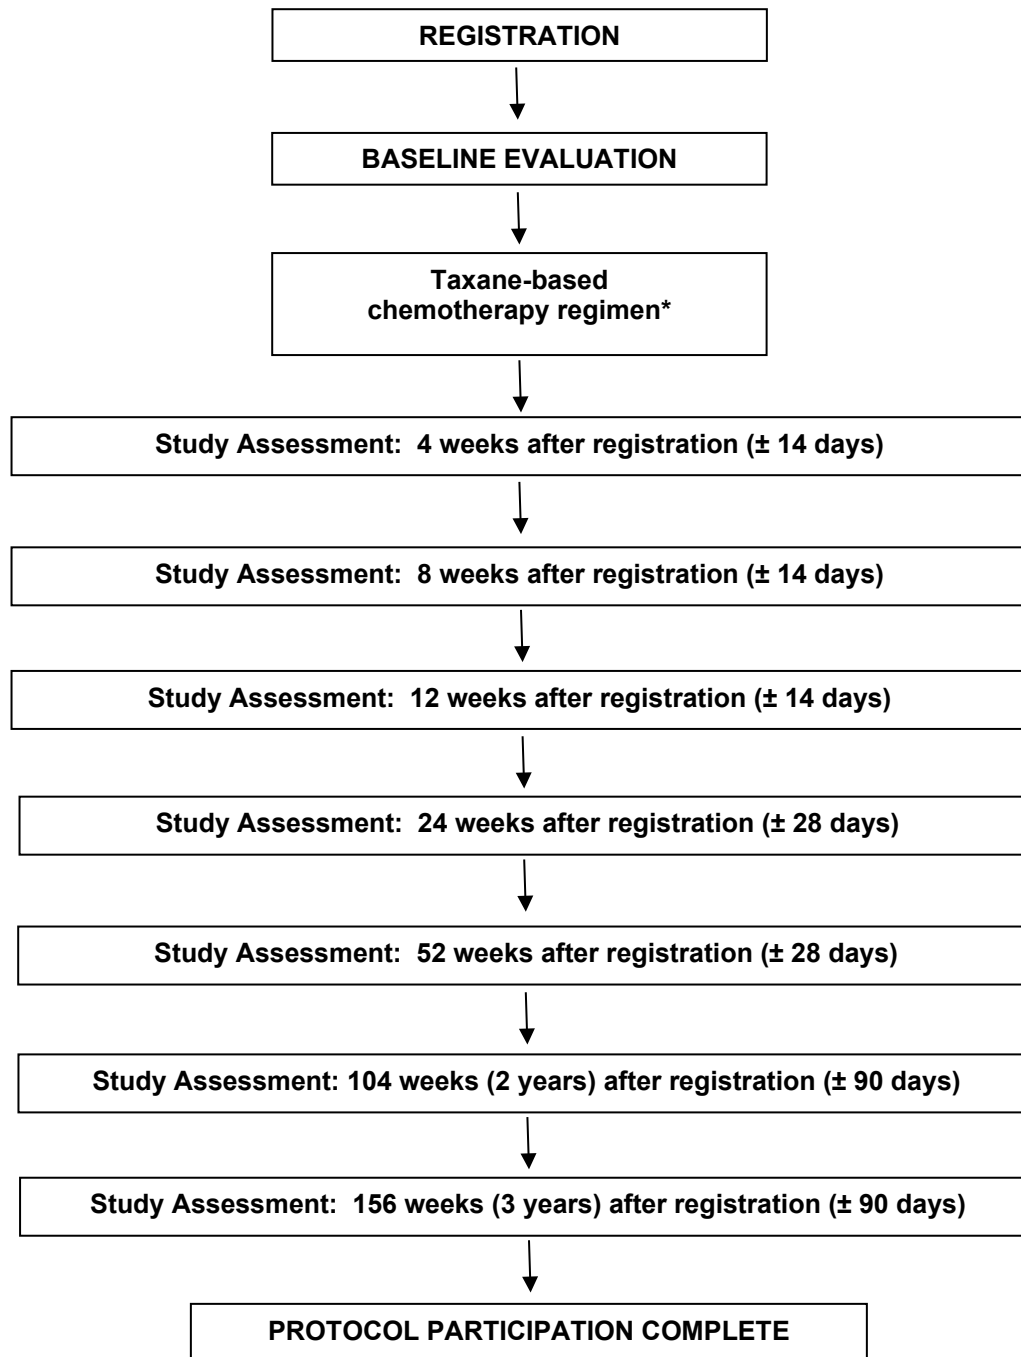 REGISTRATION
BASELINE EVALUATION
Taxane-based
chemotherapy regimen*
Study Assessment:  4 weeks after registration (± 14 days)
Study Assessment:  8 weeks after registration (± 14 days)
Study Assessment:  12 weeks after registration (± 14 days)
Study Assessment:  24 weeks after registration (± 28 days)
Study Assessment:  52 weeks after registration (± 28 days)
Study Assessment: 104 weeks (2 years) after registration (± 90 days)
Study Assessment:  156 weeks (3 years) after registration (± 90 days)
PROTOCOL PARTICIPATION COMPLETE